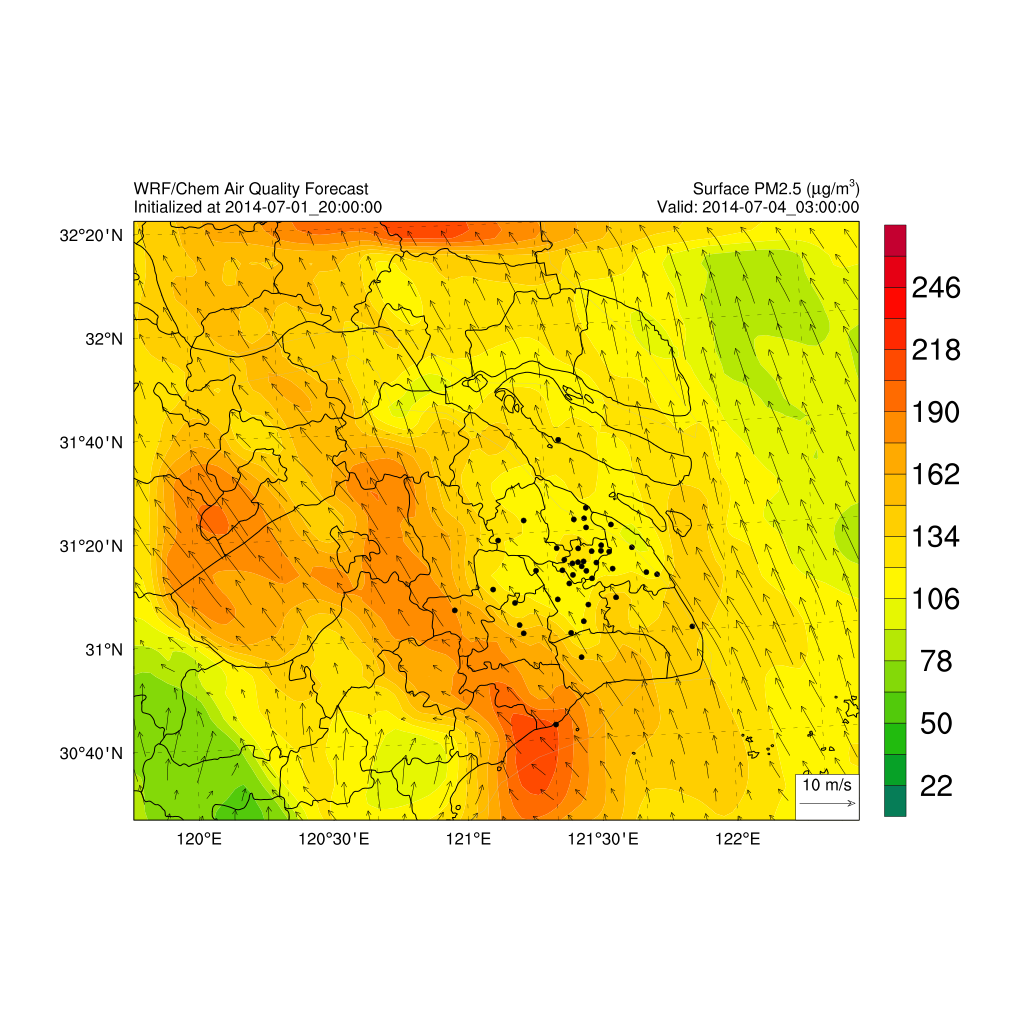 WRF/Chem Air Quality Forecast
Surface PM2.5 (μg/m³)
Initialized at 2014-07-01_20:00:00
Valid: 2014-07-04_03:00:00
32°20'N
32°N
31°40'N
31°20'N
31°N
30°40'N
120°E
120°30'E
121°E
121°30'E
122°E
10 m/s
246
218
190
162
134
106
78
50
22